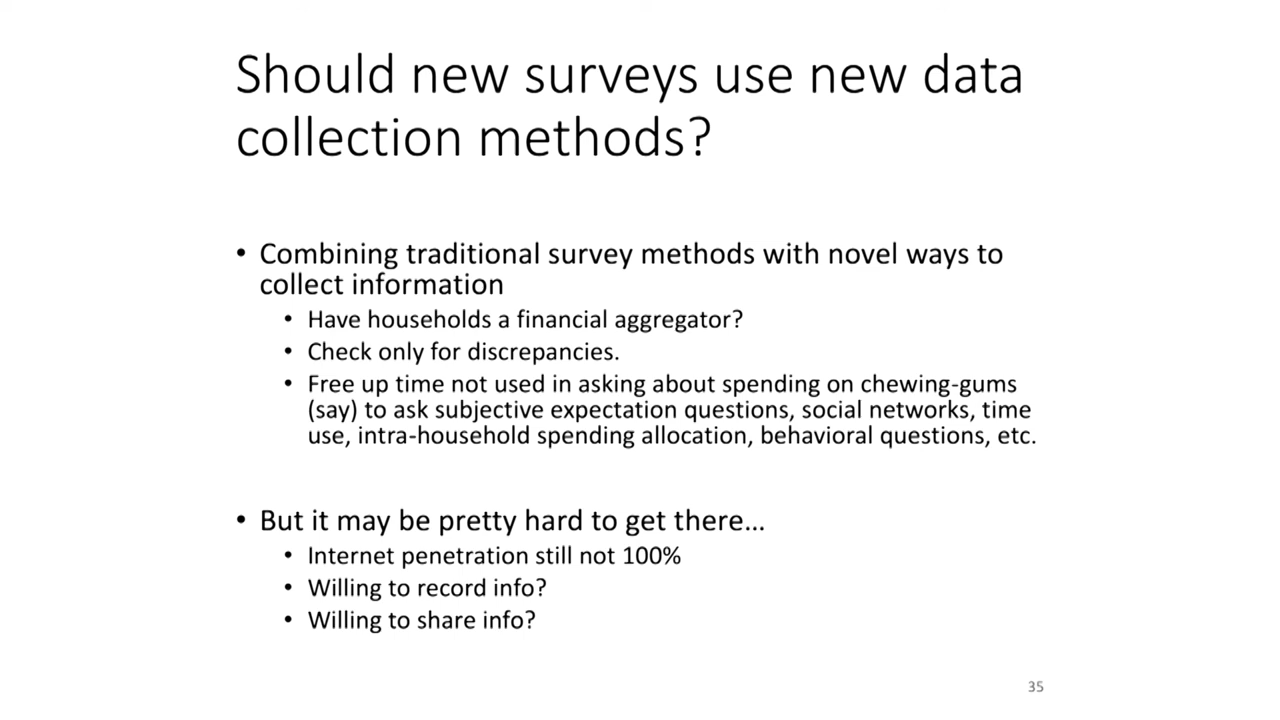 Should new surveys use new data
collection methods?
• Combining traditional survey methods with novel ways to
collect information
• Have households a financial aggregator?
• Check only for discrepancies.
• Free up time not used in asking about spending on chewing-gums
(say) to ask subjective expectation questions, social networks, time
use, intra-household spending allocation, behavioral questions, etc.
• But it may be pretty hard to get there...
• Internet penetration still not 100%
• Willing to record info?
• Willing to share info?
35